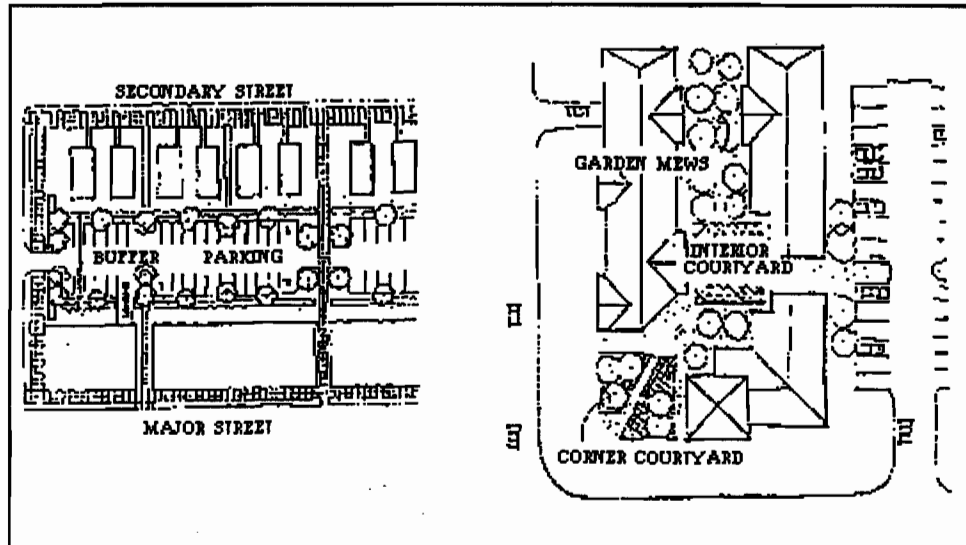 SECONDARY STREET
BUFFER PARKING
MAJOR STREET
GARDEN MEWS
INTERIOR
COURTYARD
CORNER COURTYARD